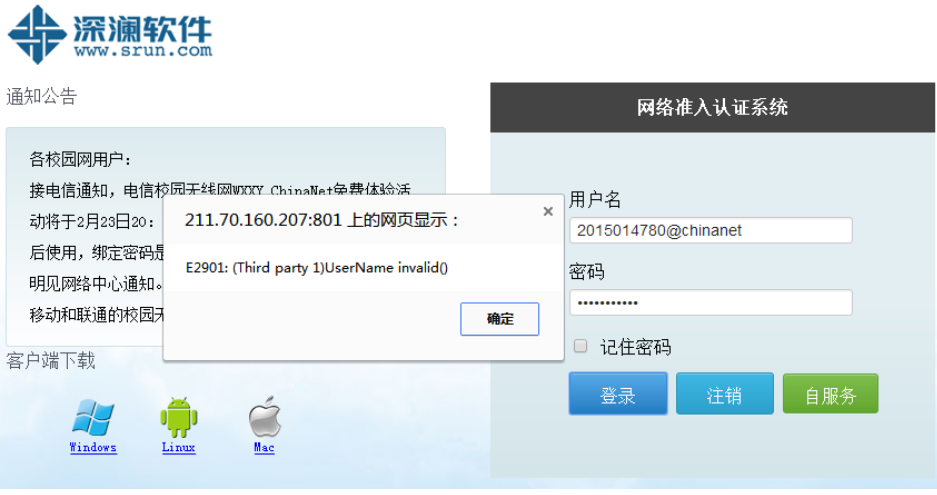 深澜软件
www.srun.com
通知公告
各校园网用户：
接电信通知，电信校园无线网WXXY ChinaNet免费体验活
动将于2月23日20：
后使用，绑定密码是
明见网络中心通知。
移动和联通的校园无
客户端下载
Windows
Linux
Mac
211.70.160.207:801 上的网页显示：
E2901: (Third party 1)UserName invalid()
确定
网络准入认证系统
用户名
2015014780@chinanet
密码
•••••••••••
记住密码
登录
注销
自服务